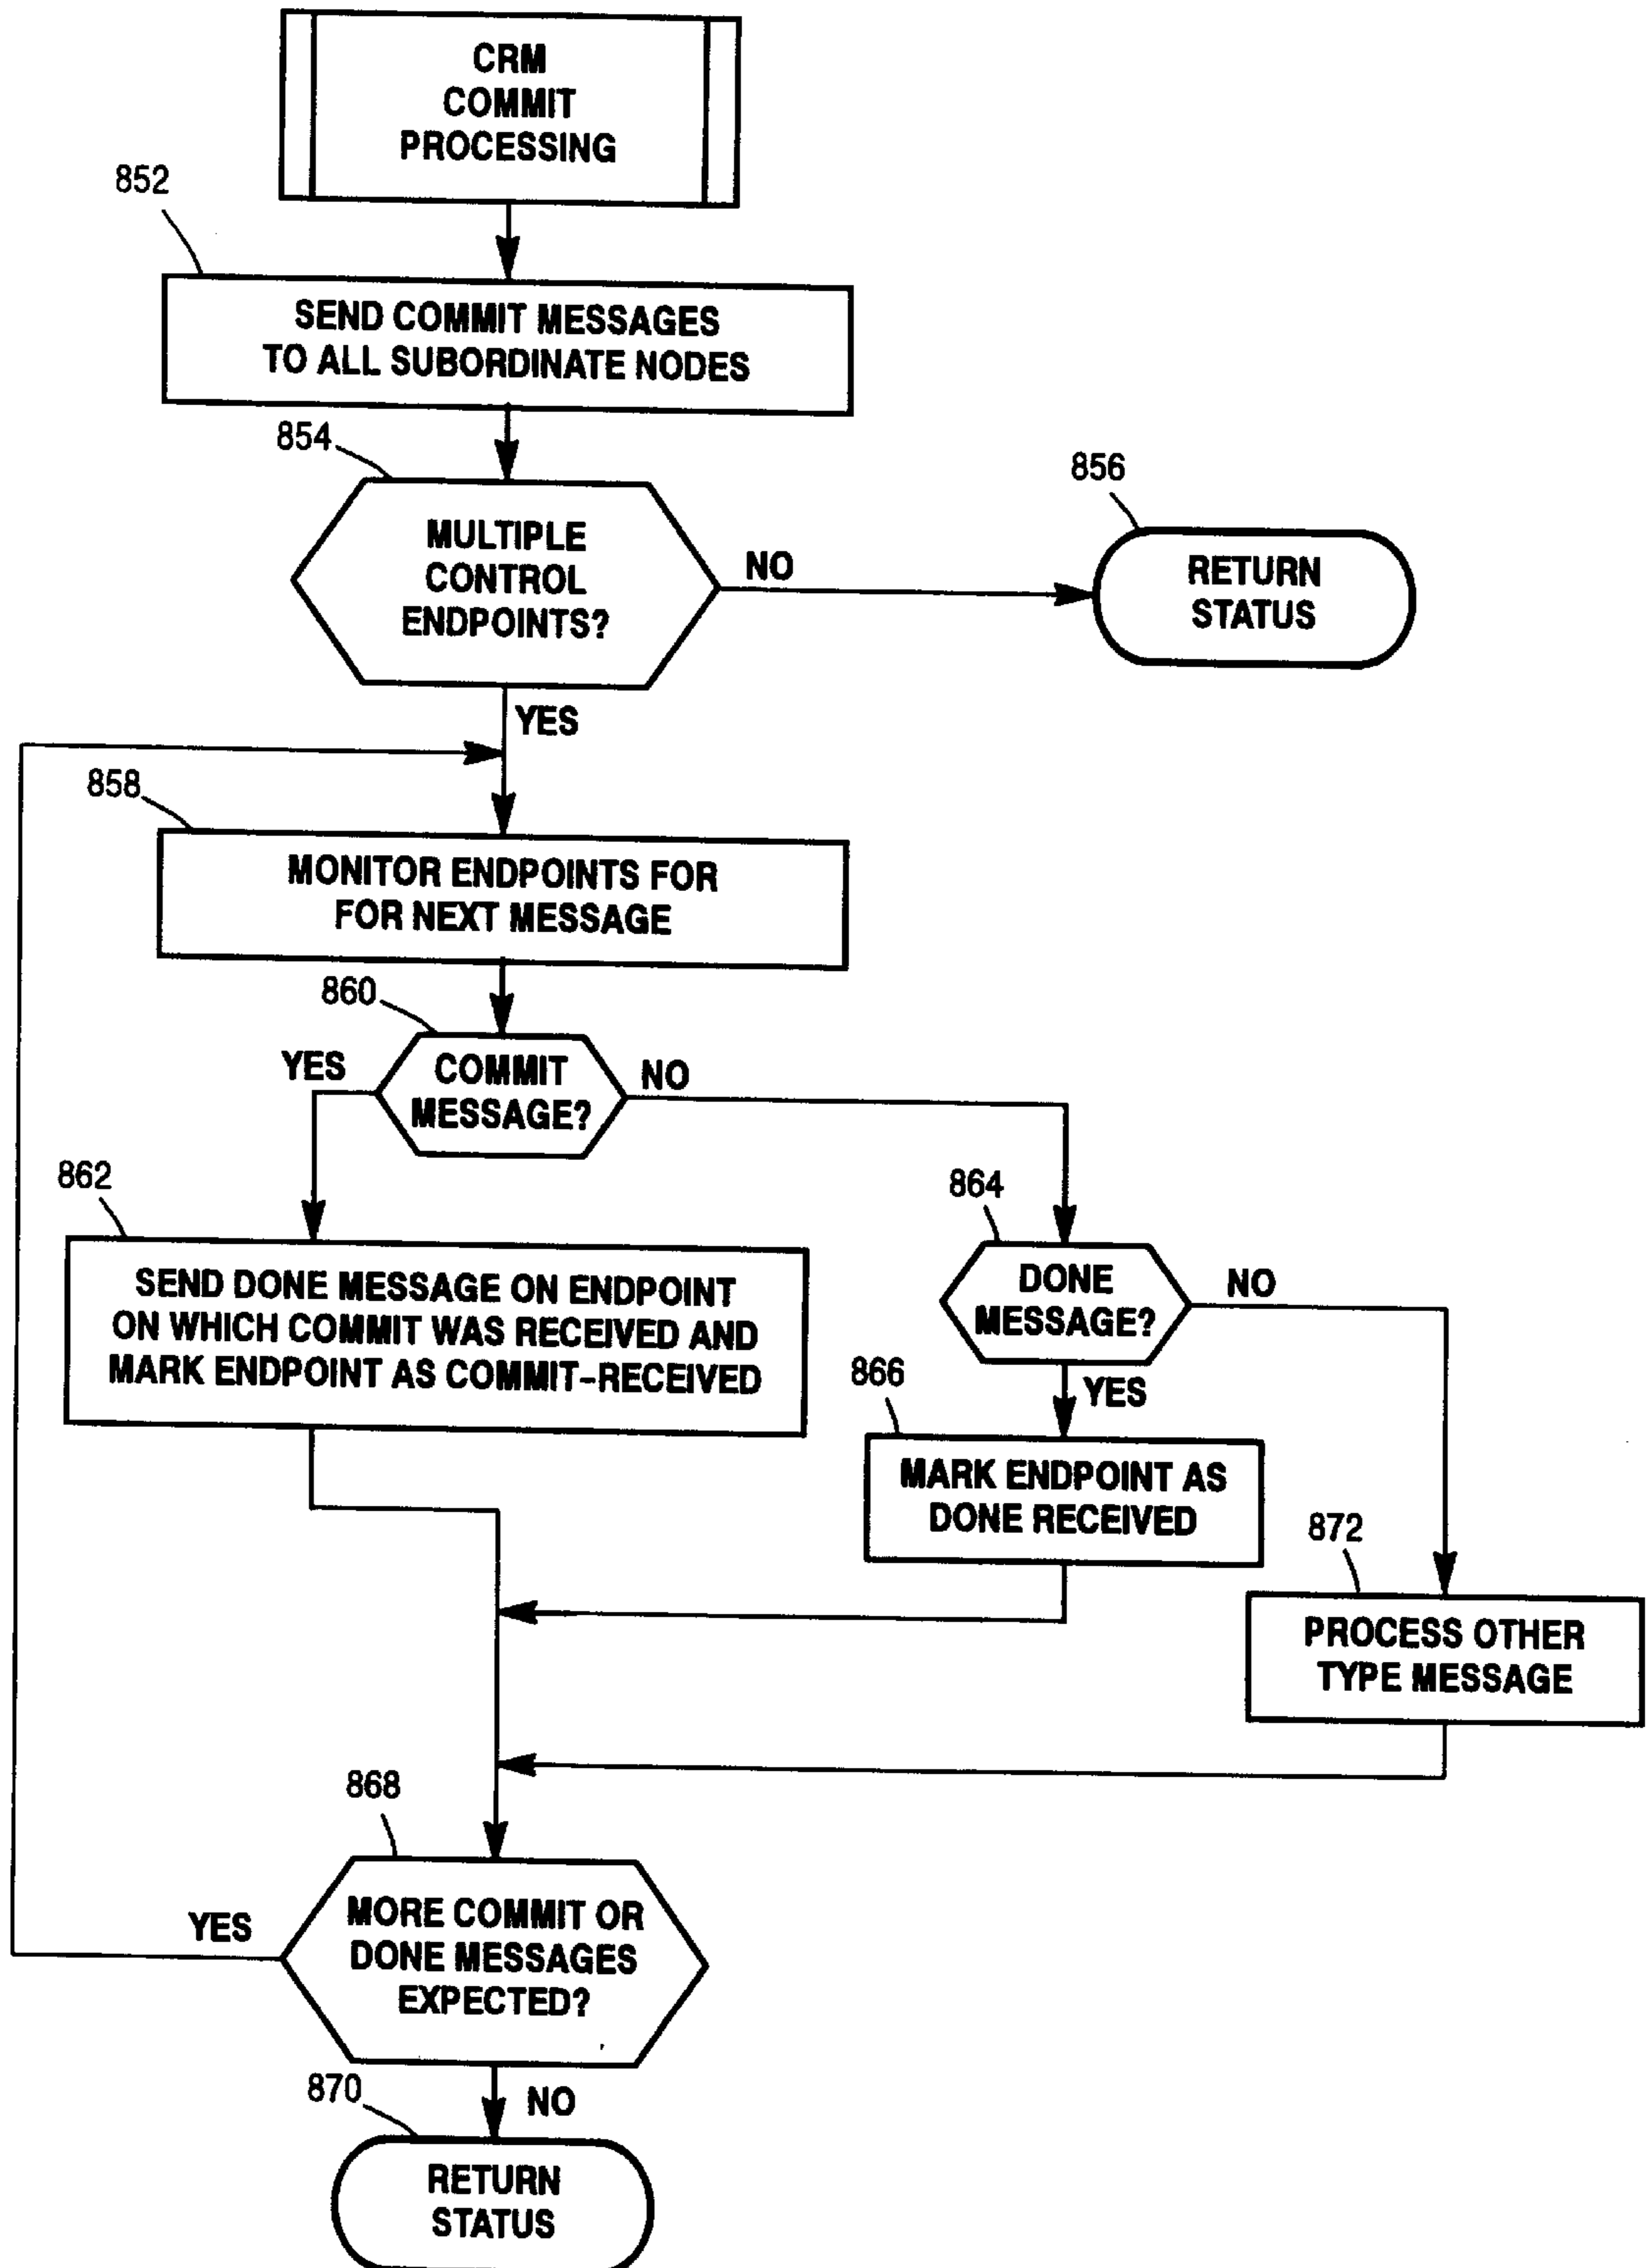 CRM
COMMIT
PROCESSING
852
SEND COMMIT MESSAGES
TO ALL SUBORDINATE NODES
854
MULTIPLE
CONTROL
ENDPOINTS?
NO
856
RETURN
STATUS
YES
858
MONITOR ENDPOINTS FOR
FOR NEXT MESSAGE
860
YES
COMMIT
MESSAGE?
NO
862
SEND DONE MESSAGE ON ENDPOINT
ON WHICH COMMIT WAS RECEIVED AND
MARK ENDPOINT AS COMMIT-RECEIVED
864
DONE
MESSAGE?
NO
YES
866
MARK ENDPOINT AS
DONE RECEIVED
872
PROCESS OTHER
TYPE MESSAGE
868
YES
MORE COMMIT OR
DONE MESSAGES
EXPECTED?
NO
870
RETURN
STATUS